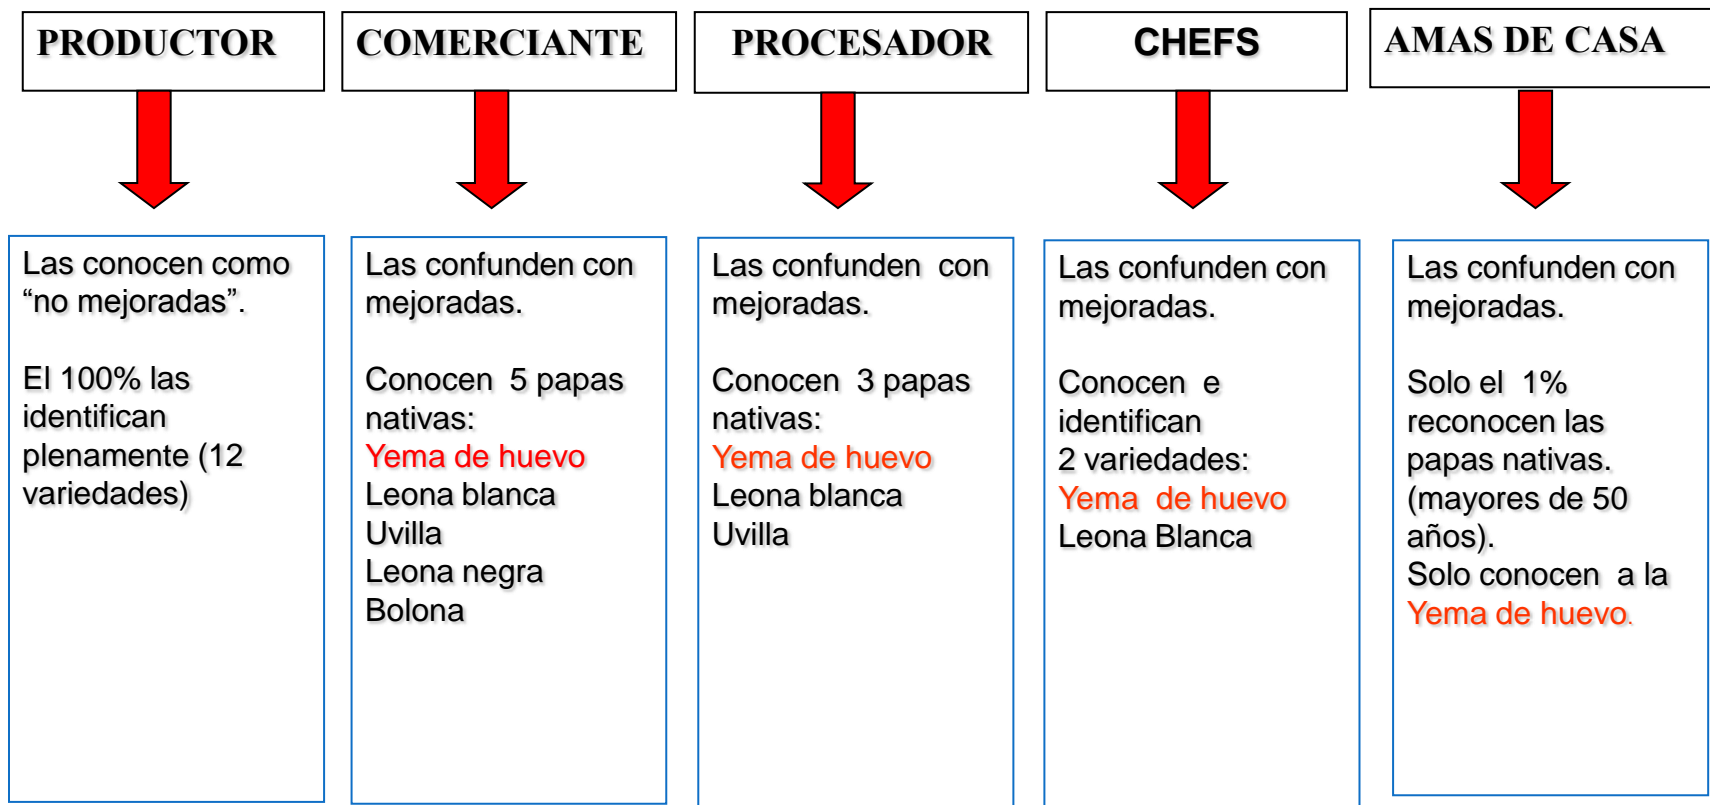 PRODUCTOR
COMERCIANTE
PROCESADOR
CHEFS
AMAS DE CASA
Las conocen como
“no mejoradas”.
El 100% las
identifican
plenamente (12
variedades)
Las confunden con
mejoradas.
Conocen 5 papas
nativas:
Yema de huevo
Leona blanca
Uvilla
Leona negra
Bolona
Las confunden con
mejoradas.
Conocen 3 papas
nativas:
Yema de huevo
Leona blanca
Uvilla
Las confunden con
mejoradas.
Conocen e
identifican
2 variedades:
Yema de huevo
Leona Blanca
Las confunden con
mejoradas.
Solo el 1%
reconocen las
papas nativas.
(mayores de 50
años).
Solo conocen a la
Yema de huevo.